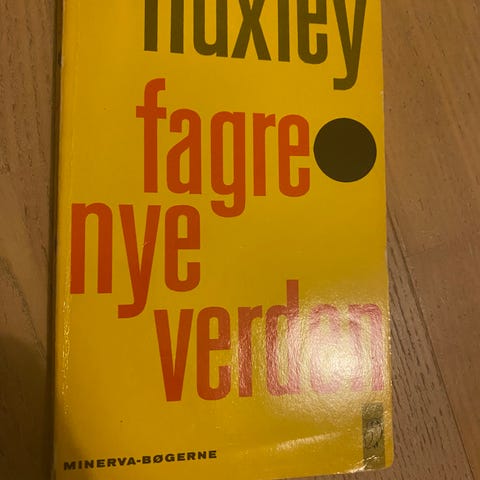 huxley
fagre
nye
verden
MINERVA-BØGERNE